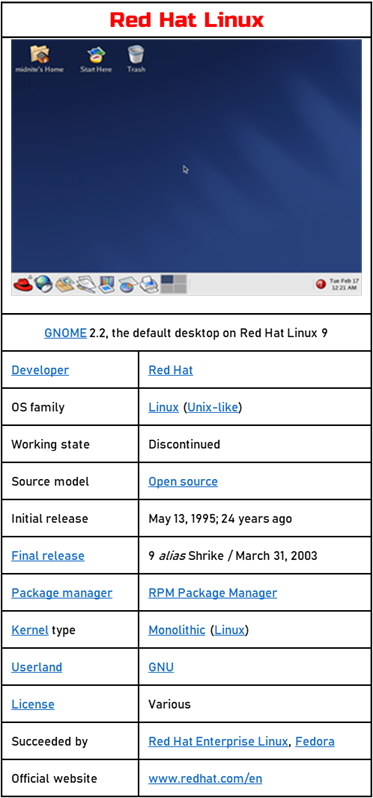 Red Hat Linux
midnite's Home Start Here Trash
Tue Feb 17
12:21 AM
GNOME 2.2, the default desktop on Red Hat Linux 9
Developer Red Hat
OS family Linux (Unix-like)
Working state Discontinued
Source model Open source
Initial release May 13, 1995; 24 years ago
Final release 9 alias Shrike / March 31, 2003
Package manager RPM Package Manager
Kernel type Monolithic (Linux)
Userland GNU
License Various
Succeeded by Red Hat Enterprise Linux, Fedora
Official website www.redhat.com/en